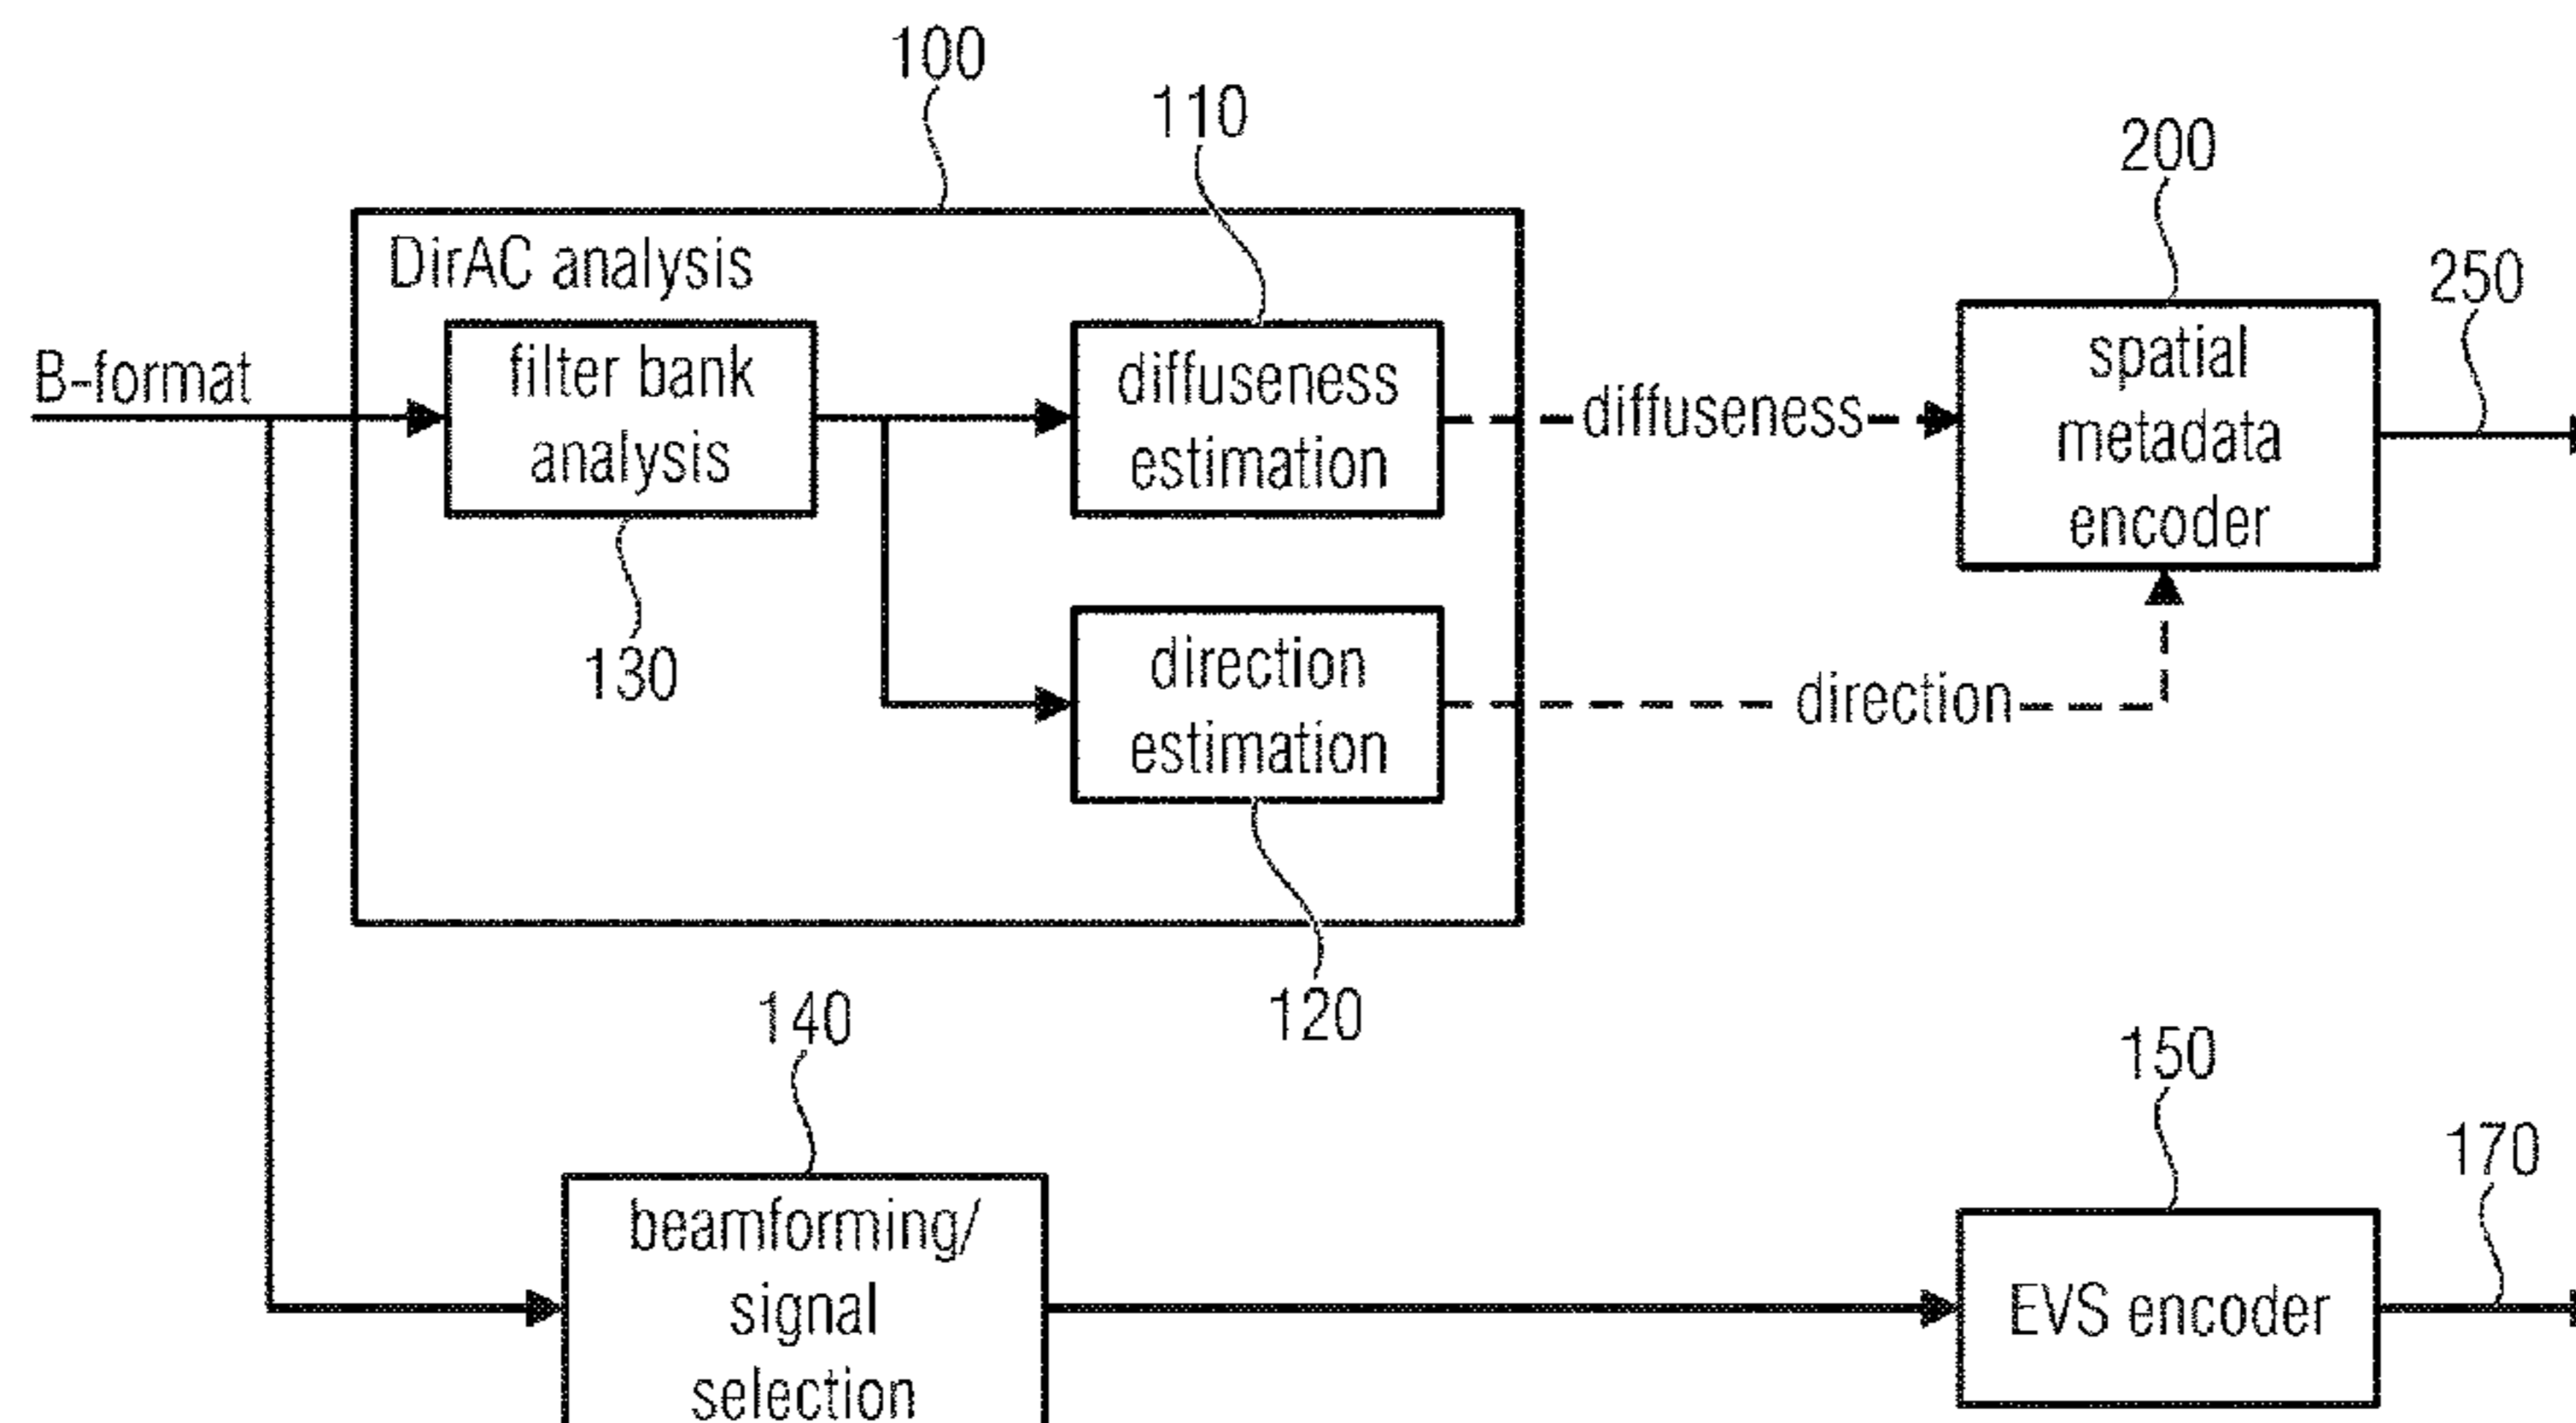 100
110
200
250
DirAC analysis
B-format
filter bank
analysis
130
diffuseness
estimation
diffuseness
spatial
metadata
encoder
direction
estimation
direction
120
140
beamforming/
signal
selection
150
EVS encoder
170